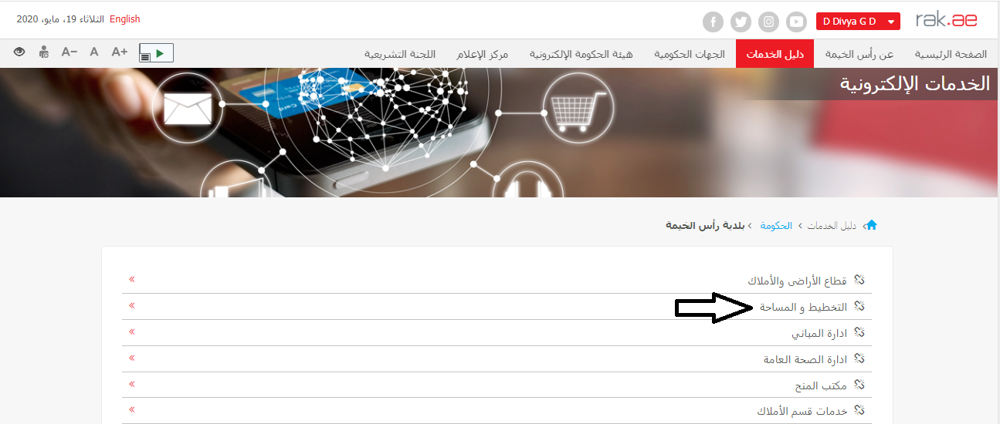 rak.ae
D Divya G D
English الثلاثاء 19، مايو، 2020
الصفحة الرئيسية عن رأس الخيمة دليل الخدمات الجهات الحكومية هيئة الحكومة الإلكترونية مركز الإعلام اللجنة التشريعية
A+ A A−
الخدمات الإلكترونية
دليل الخدمات › الحكومة › بلدية رأس الخيمة
قطاع الأراضى والأملاك
التخطيط و المساحة
ادارة المباني
ادارة الصحة العامة
مكتب المنح
خدمات قسم الأملاك